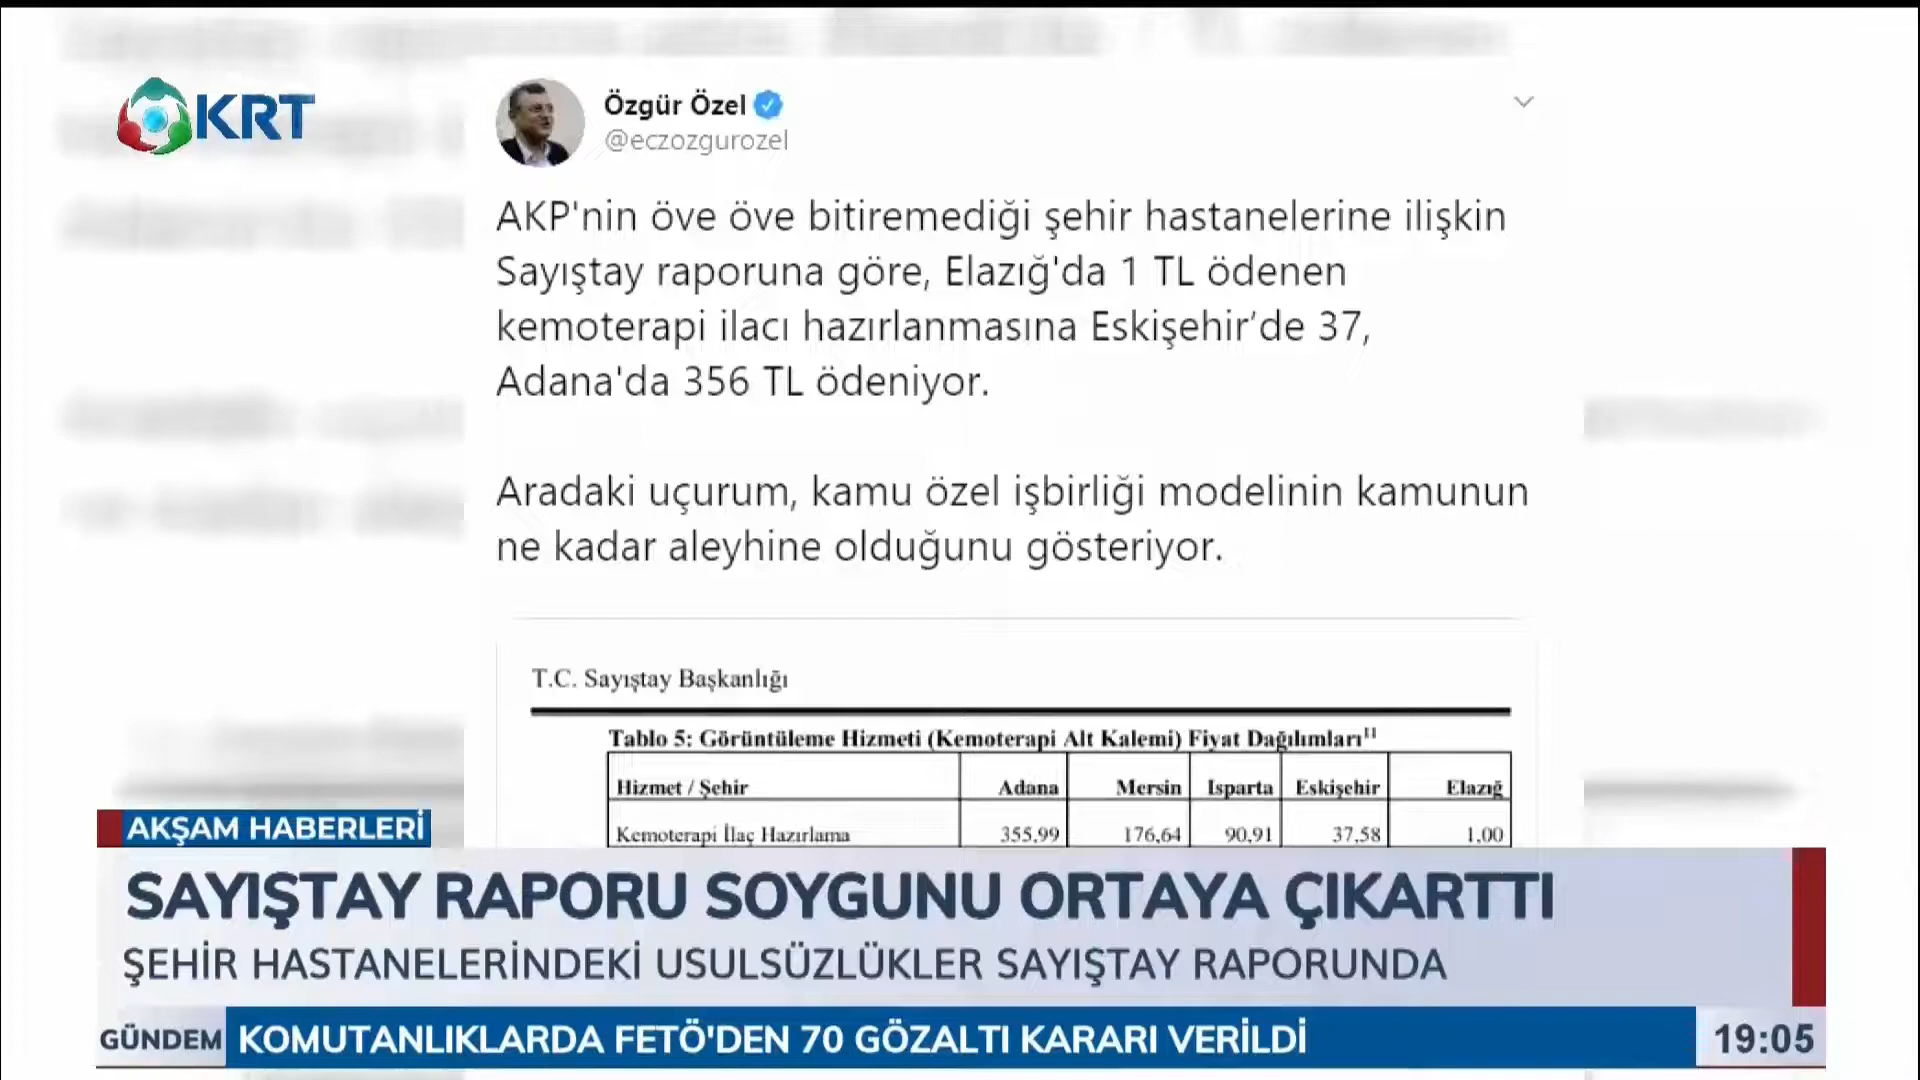 KRT
Özgür Özel
@eczozgurozel
AKP'nin öve öve bitiremediği şehir hastanelerine ilişkin
Sayıştay raporuna göre, Elazığ'da 1 TL ödenen
kemoterapi ilacı hazırlanmasına Eskişehir’de 37,
Adana'da 356 TL ödeniyor.
Aradaki uçurum, kamu özel işbirliği modelinin kamunun
ne kadar aleyhine olduğunu gösteriyor.
T.C. Sayıştay Başkanlığı
Tablo 5: Görüntüleme Hizmeti (Kemoterapi Alt Kalemi) Fiyat Dağılımları¹¹
Hizmet / Şehir Adana Mersin Isparta Eskişehir Elazığ
Kemoterapi İlaç Hazırlama 355,99 176,64 90,91 37,58 1,00
AKŞAM HABERLERİ
SAYIŞTAY RAPORU SOYGUNU ORTAYA ÇIKARTTI
ŞEHİR HASTANELERİNDEKİ USULSÜZLÜKLER SAYIŞTAY RAPORUNDA
GÜNDEM KOMUTANLIKLARDA FETÖ'DEN 70 GÖZALTI KARARI VERİLDİ 19:05